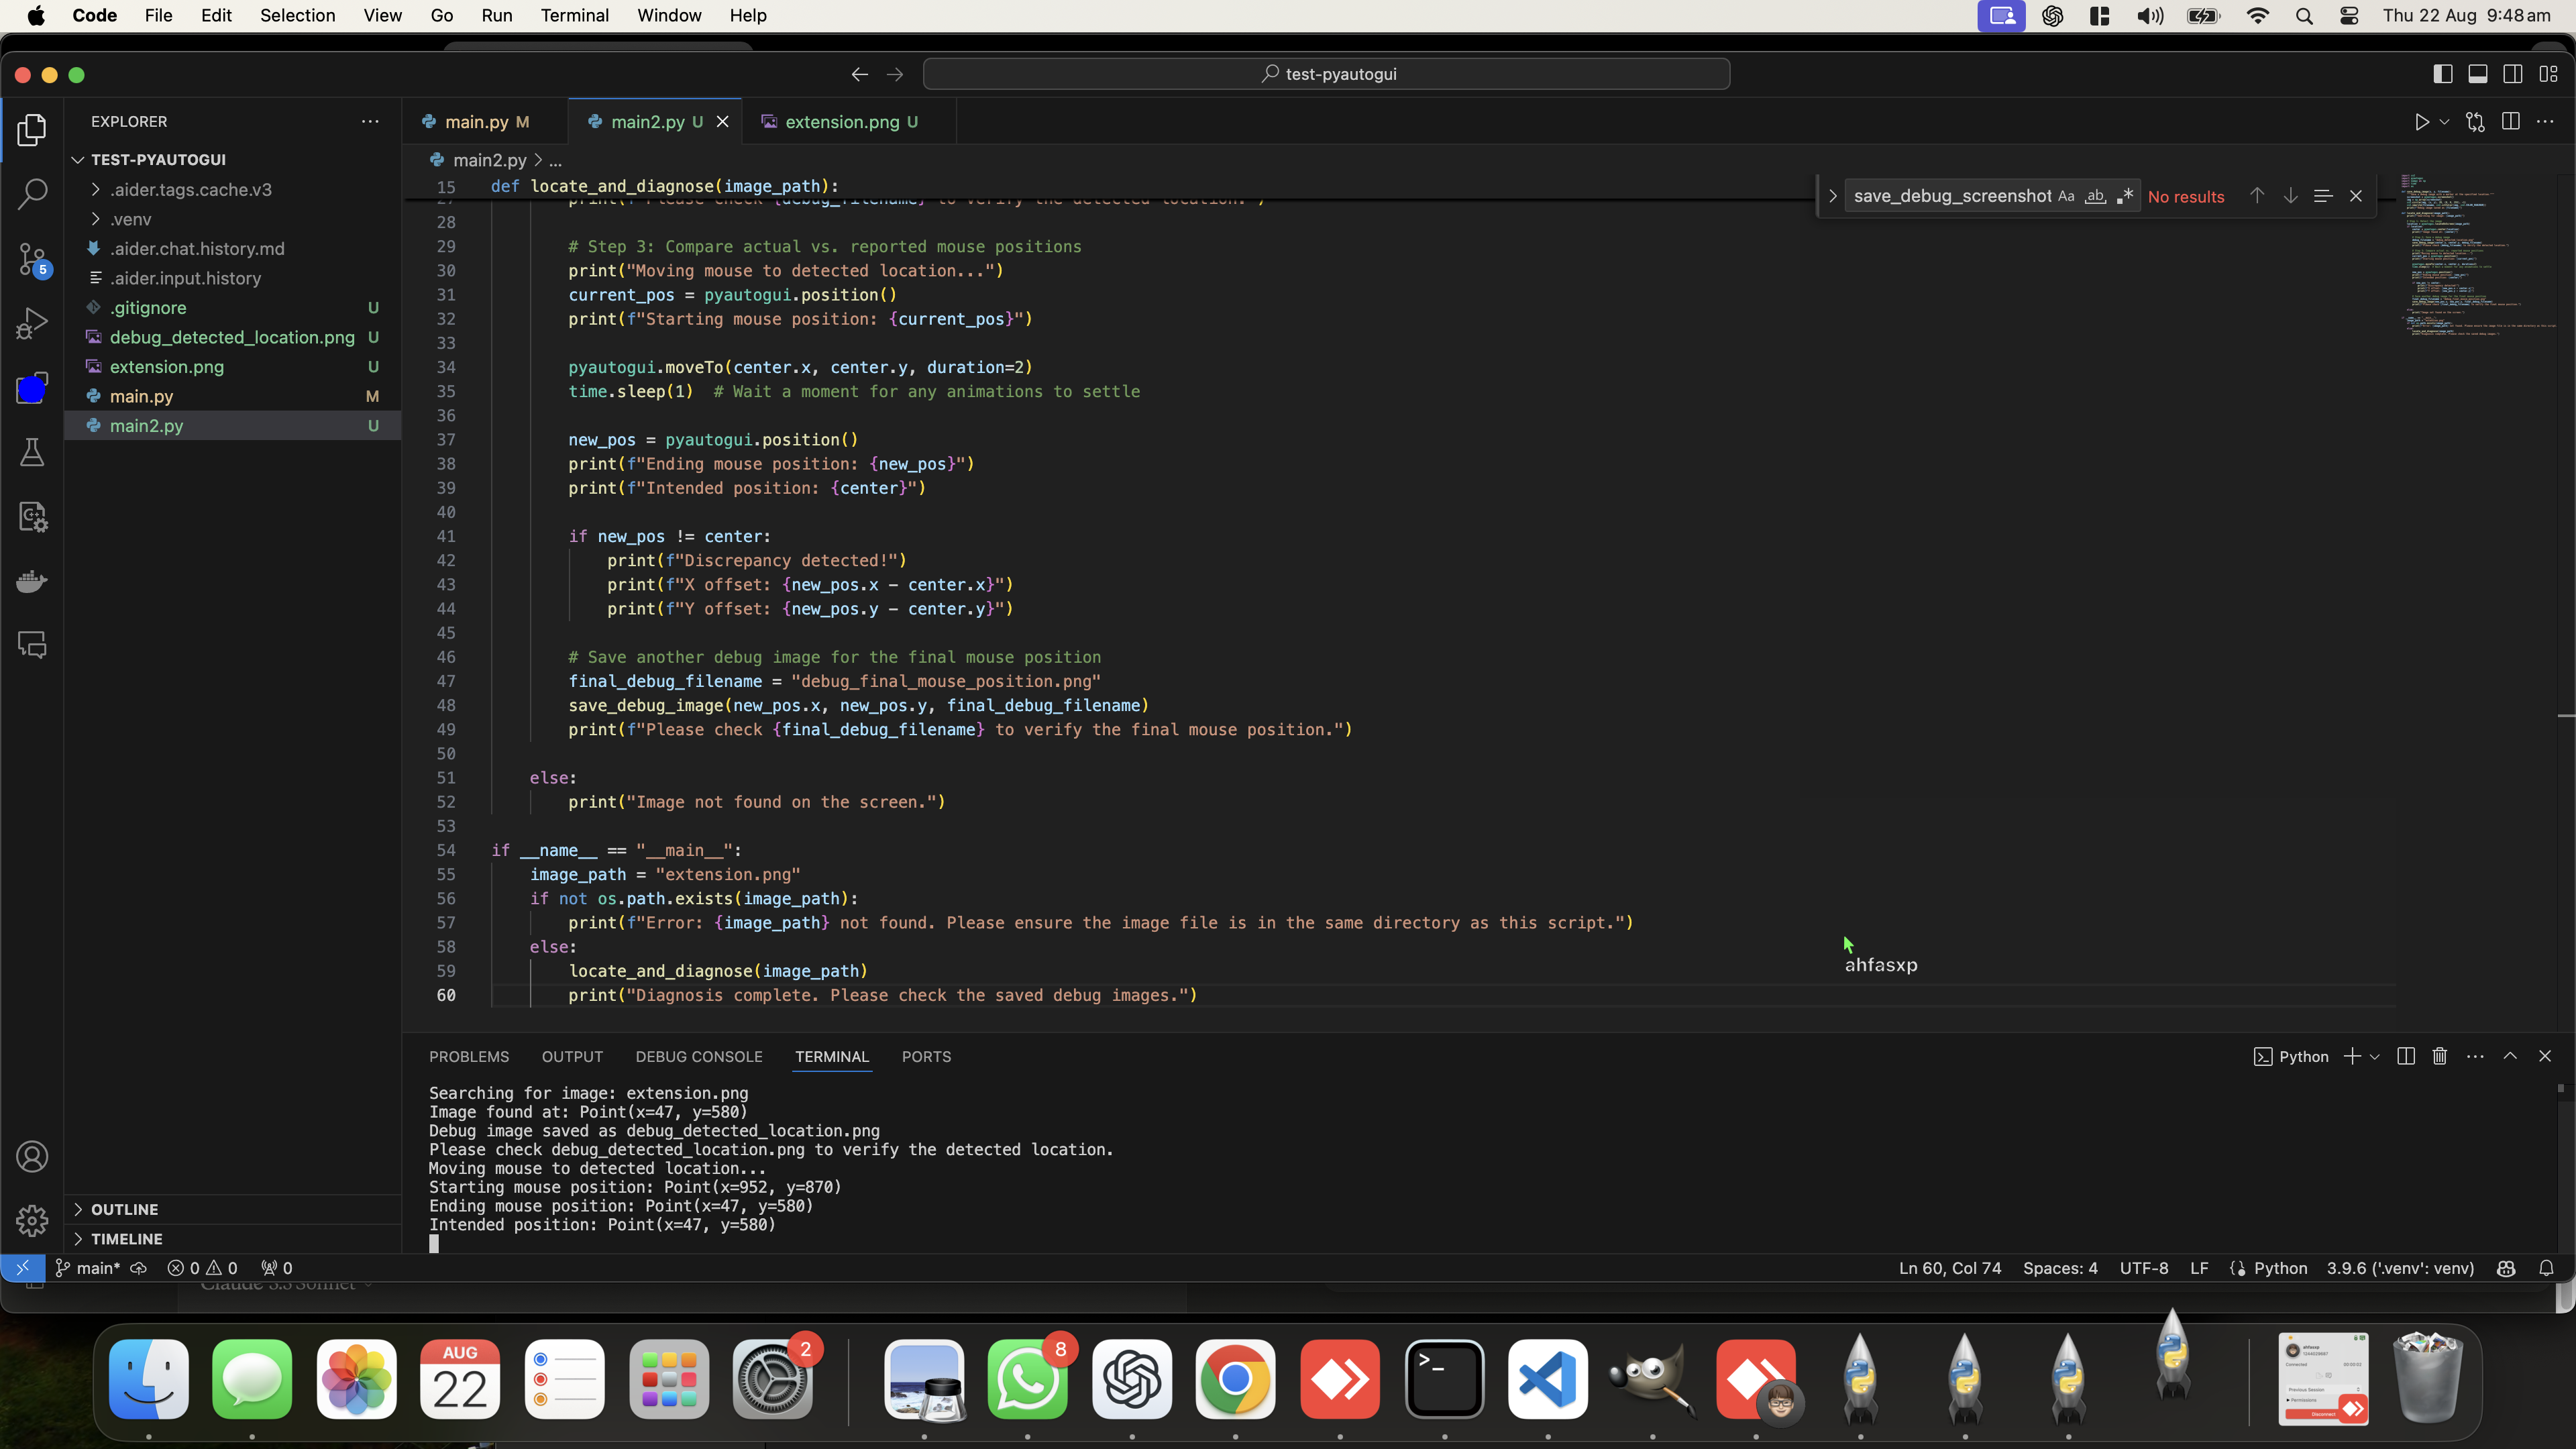 Code File Edit Selection View Go Run Terminal Window Help Thu 22 Aug 9:48 am
test-pyautogui
EXPLORER
main.py M
main2.py U
extension.png U
TEST-PYAUTOGUI
.aider.tags.cache.v3
.venv
.aider.chat.history.md
.aider.input.history
.gitignore U
debug_detected_location.png U
extension.png U
main.py M
main2.py U
5
OUTLINE
TIMELINE
main2.py > ...
save_debug_screenshot Aa ab No results
15 def locate_and_diagnose(image_path):
27 print(f"Please check {debug_filename} to verify the detected location.")
28
29 # Step 3: Compare actual vs. reported mouse positions
30 print("Moving mouse to detected location...")
31 current_pos = pyautogui.position()
32 print(f"Starting mouse position: {current_pos}")
33
34 pyautogui.moveTo(center.x, center.y, duration=2)
35 time.sleep(1)  # Wait a moment for any animations to settle
36
37 new_pos = pyautogui.position()
38 print(f"Ending mouse position: {new_pos}")
39 print(f"Intended position: {center}")
40
41 if new_pos != center:
42 print(f"Discrepancy detected!")
43 print(f"X offset: {new_pos.x - center.x}")
44 print(f"Y offset: {new_pos.y - center.y}")
45
46 # Save another debug image for the final mouse position
47 final_debug_filename = "debug_final_mouse_position.png"
48 save_debug_image(new_pos.x, new_pos.y, final_debug_filename)
49 print(f"Please check {final_debug_filename} to verify the final mouse position.")
50
51 else:
52 print("Image not found on the screen.")
53
54 if __name__ == "__main__":
55 image_path = "extension.png"
56 if not os.path.exists(image_path):
57 print(f"Error: {image_path} not found. Please ensure the image file is in the same directory as this script.")
58 else:
59 locate_and_diagnose(image_path)
60 print("Diagnosis complete. Please check the saved debug images.")
ahfasxp
PROBLEMS OUTPUT DEBUG CONSOLE TERMINAL PORTS
Python
Searching for image: extension.png
Image found at: Point(x=47, y=580)
Debug image saved as debug_detected_location.png
Please check debug_detected_location.png to verify the detected location.
Moving mouse to detected location...
Starting mouse position: Point(x=952, y=870)
Ending mouse position: Point(x=47, y=580)
Intended position: Point(x=47, y=580)
main* 0 0 0
Ln 60, Col 74 Spaces: 4 UTF-8 LF Python 3.9.6 ('.venv': venv)
Claude 3.5 Sonnet
AUG
22
2
8
>_